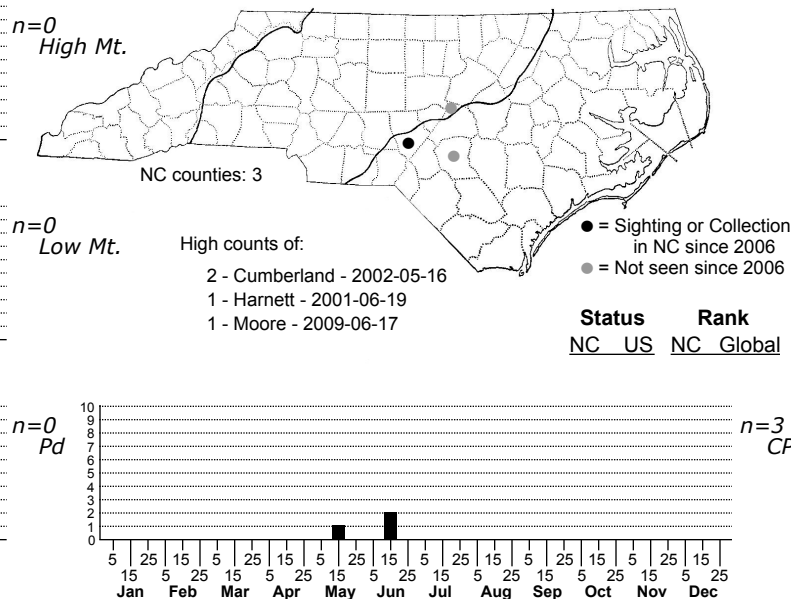 n=0
High Mt.
NC counties: 3
n=0
Low Mt.
High counts of:
2 - Cumberland - 2002-05-16
1 - Harnett - 2001-06-19
1 - Moore - 2009-06-17
= Sighting or Collection
in NC since 2006
= Not seen since 2006
Status Rank
NC US NC Global
n=0
Pd
10
9
8
7
6
5
4
3
2
1
0
n=3
CP
5 25 15 5 25 15 5 25 15 5 25 15 5 25 15 5 25 15
15 5 25 15 5 25 15 5 25 15 5 25 15 5 25 15 5 25
Jan Feb Mar Apr May Jun Jul Aug Sep Oct Nov Dec